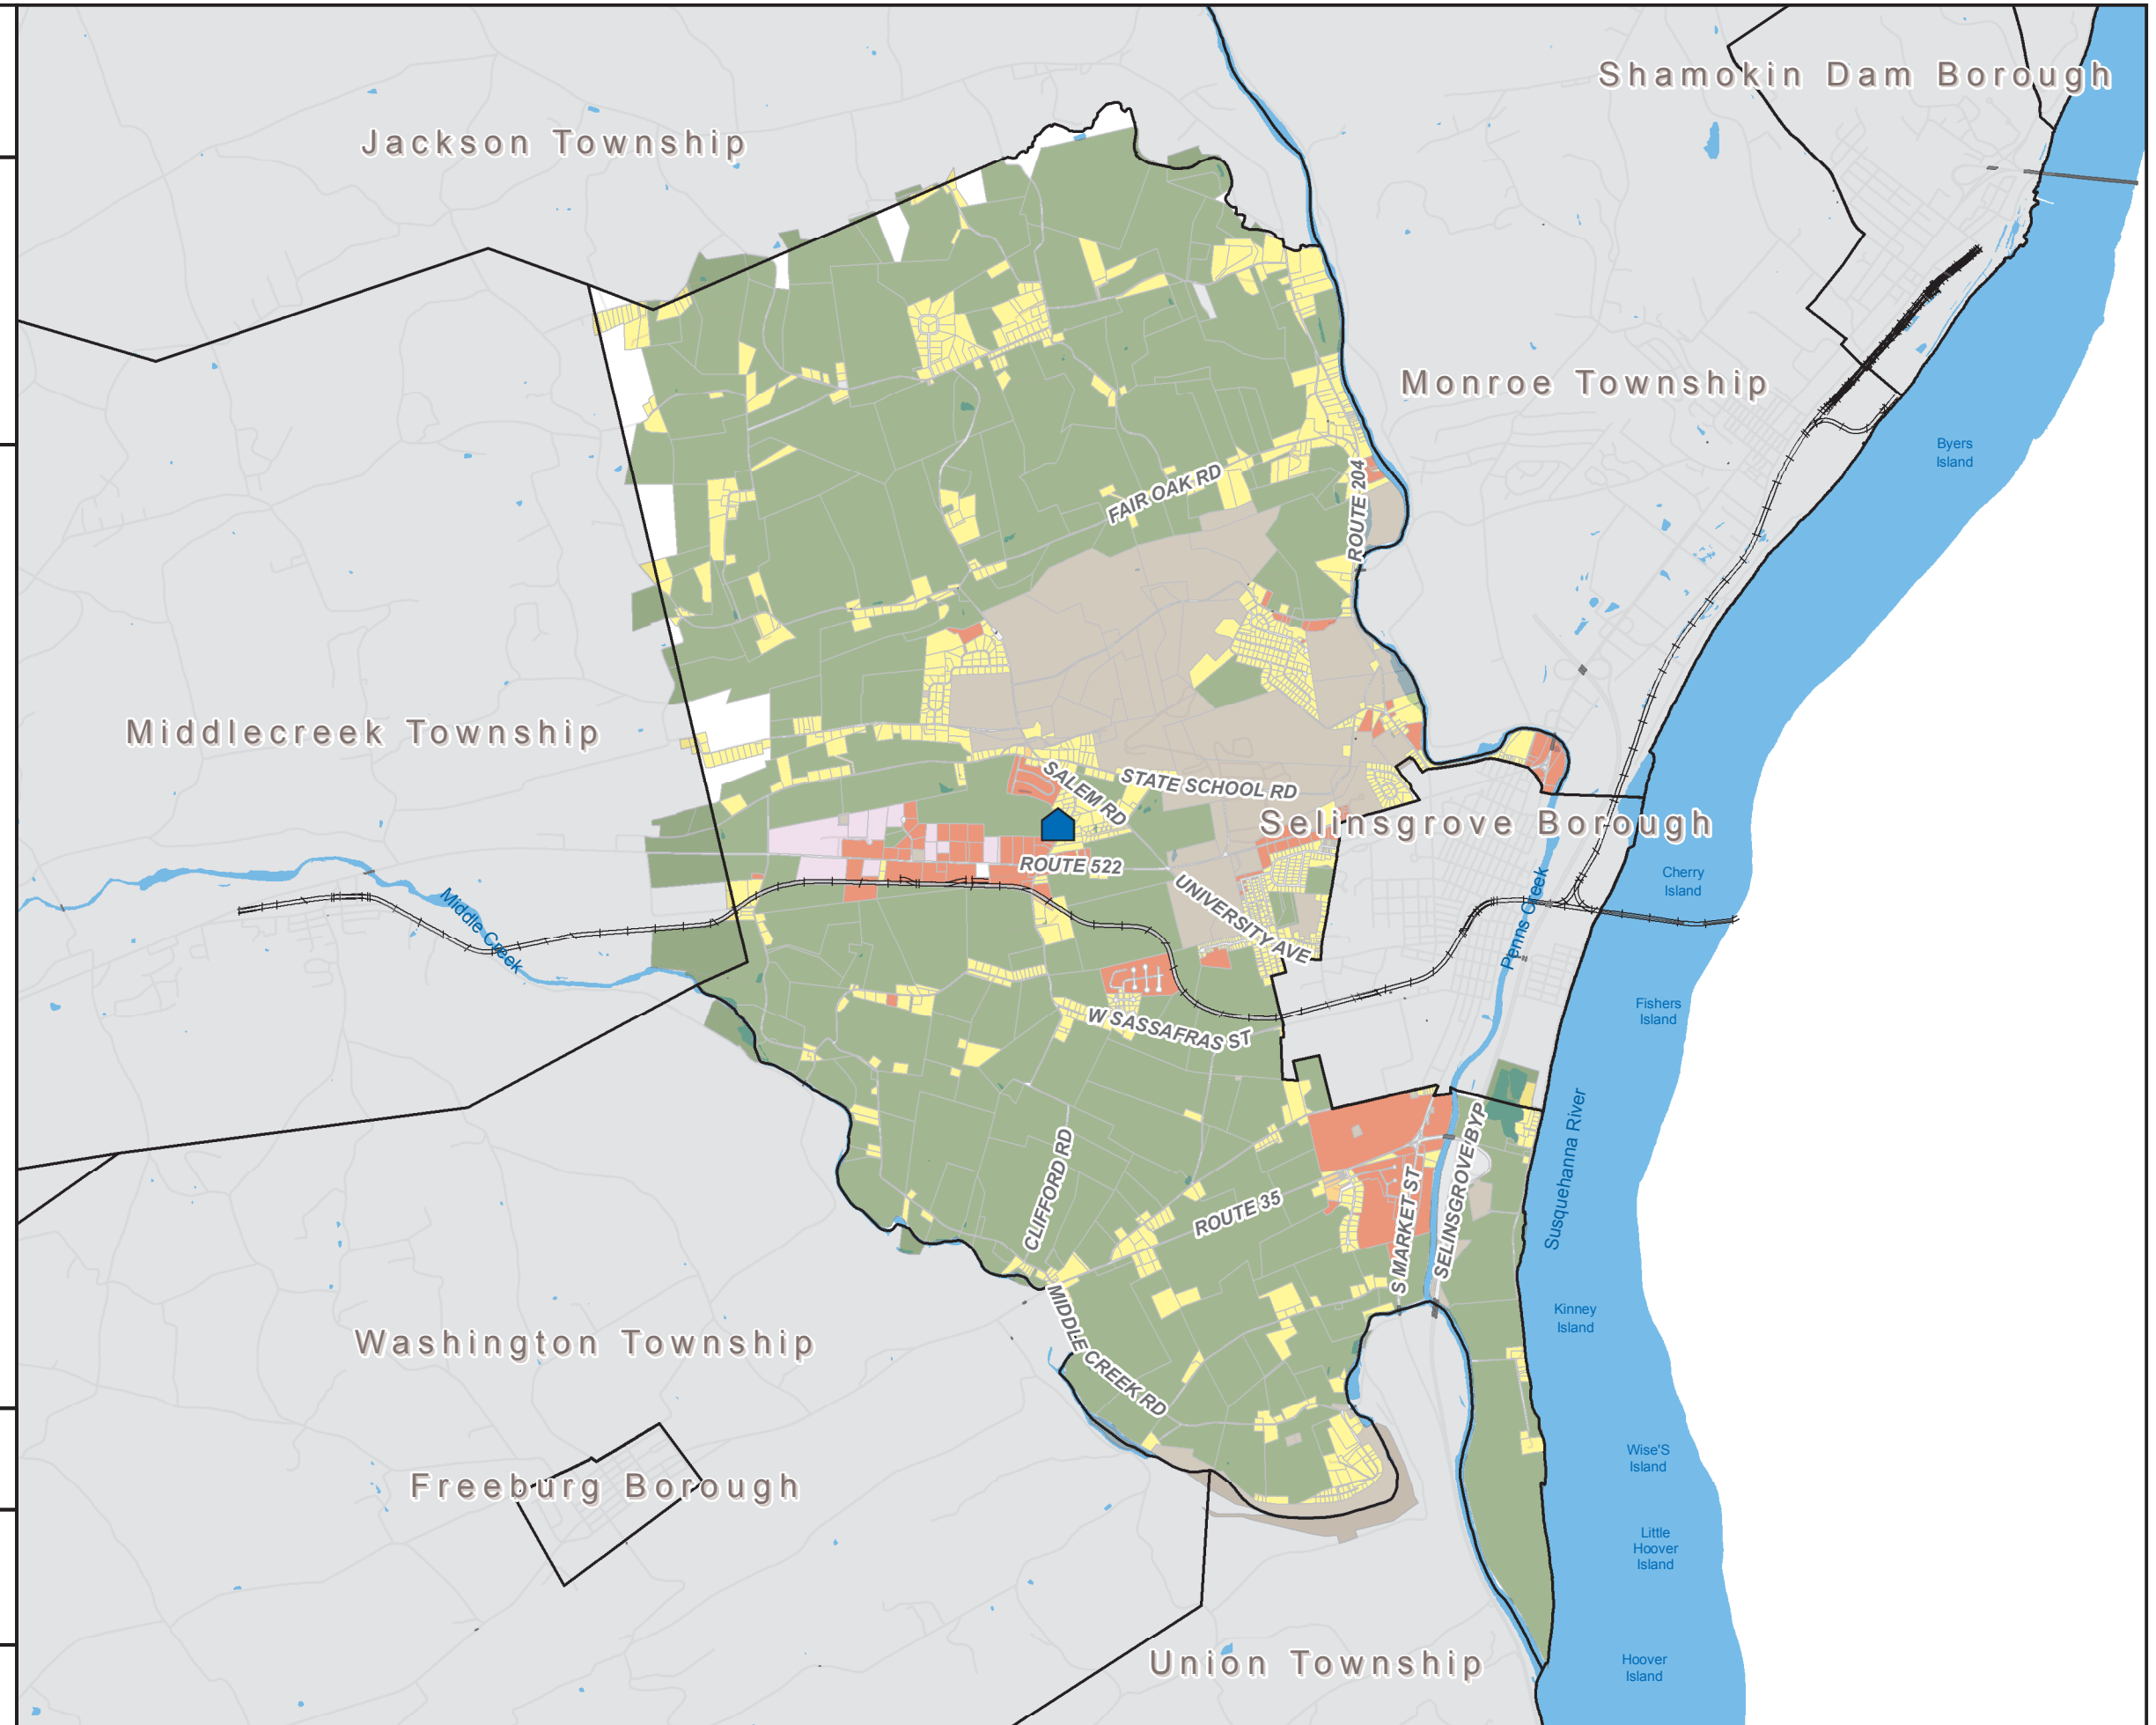 Shamokin Dam Borough
Jackson Township
Monroe Township
Byers
Island
FAIR OAK RD
ROUTE 204
Middlecreek Township
STATE SCHOOL RD
SALEM RD
Selinsgrove Borough
ROUTE 522
Cherry
Island
UNIVERSITY AVE
Middle Creek
Penns Creek
Fishers
Island
W SASSAFRAS ST
Susquehanna River
SELINSGROVE BYP
CLIFFORD RD
S MARKET ST
ROUTE 35
Kinney
Island
Washington Township
MIDDLE CREEK RD
Wise'S
Island
Freeburg Borough
Little
Hoover
Island
Union Township
Hoover
Island